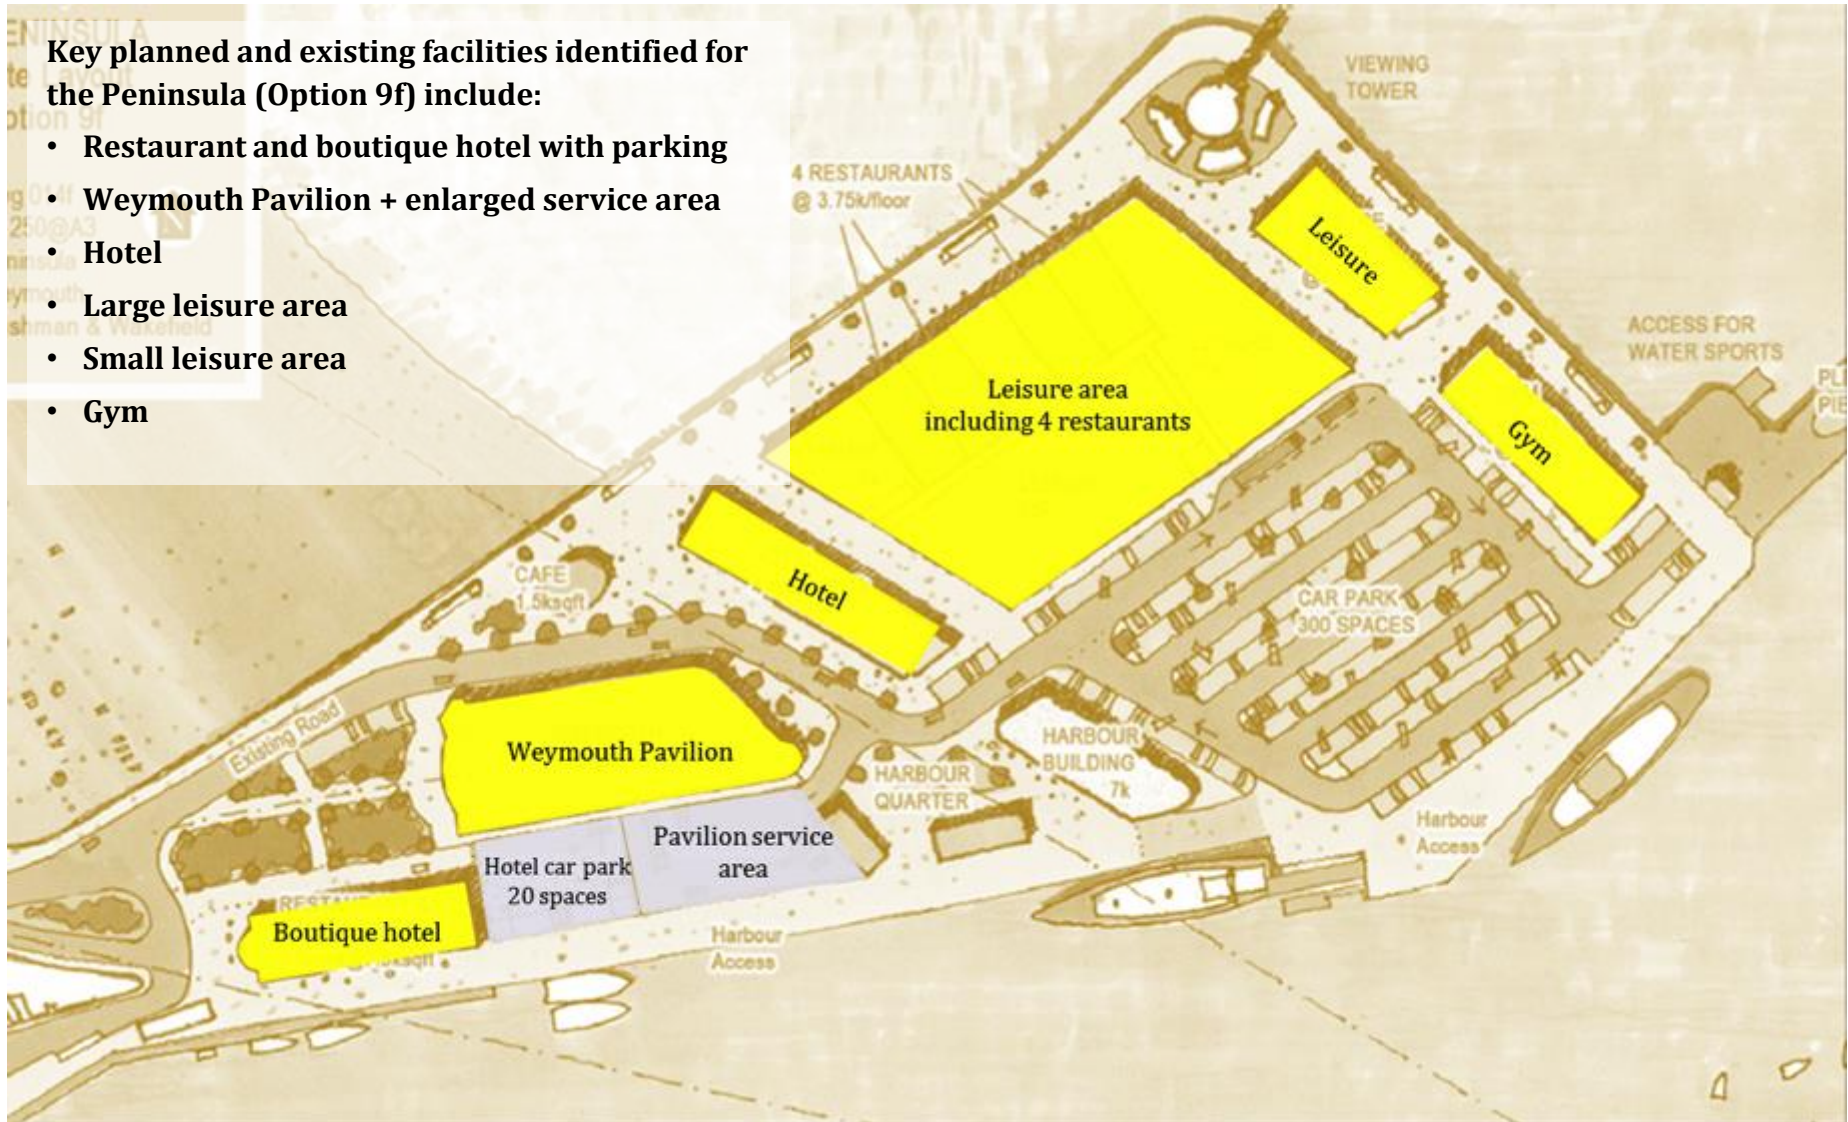 Key planned and existing facilities identified for
the Peninsula (Option 9f) include:
• Restaurant and boutique hotel with parking
• Weymouth Pavilion + enlarged service area
• Hotel
• Large leisure area
• Small leisure area
• Gym
VIEWING
TOWER
4 RESTAURANTS
@ 3.75k/floor
Leisure
ACCESS FOR
WATER SPORTS
Leisure area
including 4 restaurants
Gym
Hotel
CAFE
1.5ksqft
CAR PARK
300 SPACES
Existing Road
Weymouth Pavilion
HARBOUR
BUILDING
7k
HARBOUR
QUARTER
Harbour
Access
Pavilion service
area
Hotel car park
20 spaces
Boutique hotel
Harbour
Access